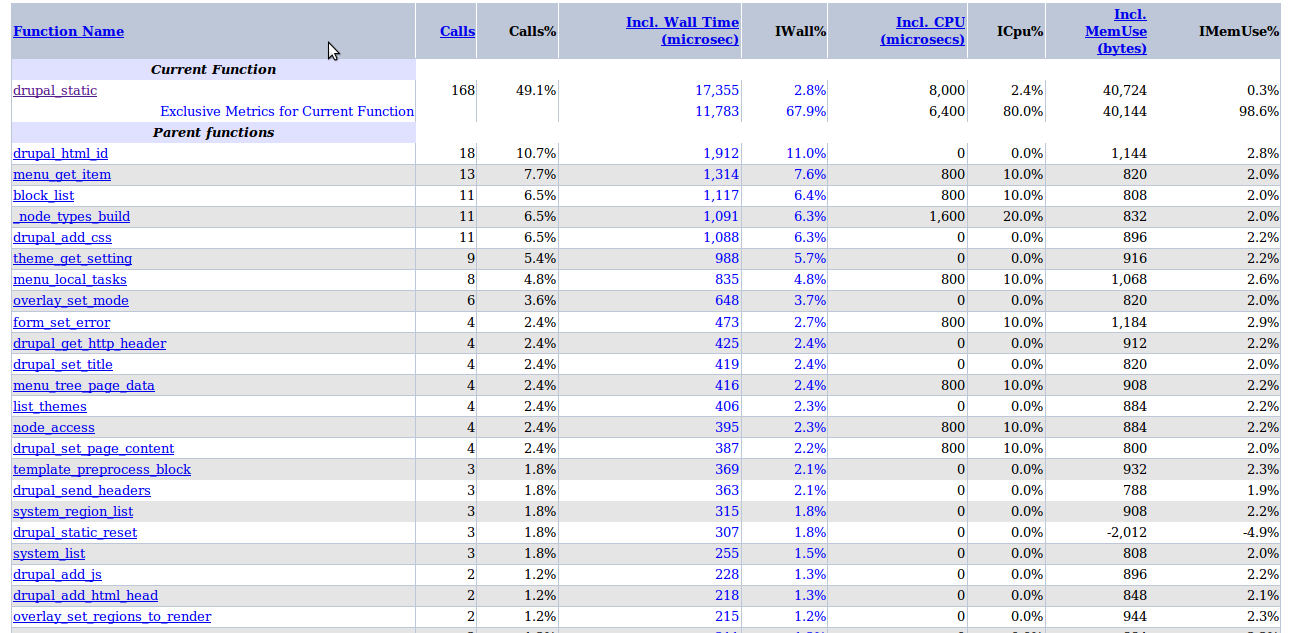 Function Name Calls Calls% Incl. Wall Time (microsec) IWall% Incl. CPU (microsecs) ICpu% Incl. MemUse (bytes) IMemUse%
Current Function
drupal_static 168 49.1% 17,355 2.8% 8,000 2.4% 40,724 0.3%
Exclusive Metrics for Current Function 11,783 67.9% 6,400 80.0% 40,144 98.6%
Parent functions
drupal_html_id 18 10.7% 1,912 11.0% 0 0.0% 1,144 2.8%
menu_get_item 13 7.7% 1,314 7.6% 800 10.0% 820 2.0%
block_list 11 6.5% 1,117 6.4% 800 10.0% 808 2.0%
_node_types_build 11 6.5% 1,091 6.3% 1,600 20.0% 832 2.0%
drupal_add_css 11 6.5% 1,088 6.3% 0 0.0% 896 2.2%
theme_get_setting 9 5.4% 988 5.7% 0 0.0% 916 2.2%
menu_local_tasks 8 4.8% 835 4.8% 800 10.0% 1,068 2.6%
overlay_set_mode 6 3.6% 648 3.7% 0 0.0% 820 2.0%
form_set_error 4 2.4% 473 2.7% 800 10.0% 1,184 2.9%
drupal_get_http_header 4 2.4% 425 2.4% 0 0.0% 912 2.2%
drupal_set_title 4 2.4% 419 2.4% 0 0.0% 820 2.0%
menu_tree_page_data 4 2.4% 416 2.4% 800 10.0% 908 2.2%
list_themes 4 2.4% 406 2.3% 0 0.0% 884 2.2%
node_access 4 2.4% 395 2.3% 800 10.0% 884 2.2%
drupal_set_page_content 4 2.4% 387 2.2% 800 10.0% 800 2.0%
template_preprocess_block 3 1.8% 369 2.1% 0 0.0% 932 2.3%
drupal_send_headers 3 1.8% 363 2.1% 0 0.0% 788 1.9%
system_region_list 3 1.8% 315 1.8% 0 0.0% 908 2.2%
drupal_static_reset 3 1.8% 307 1.8% 0 0.0% -2,012 -4.9%
system_list 3 1.8% 255 1.5% 0 0.0% 808 2.0%
drupal_add_js 2 1.2% 228 1.3% 0 0.0% 896 2.2%
drupal_add_html_head 2 1.2% 218 1.3% 0 0.0% 848 2.1%
overlay_set_regions_to_render 2 1.2% 215 1.2% 0 0.0% 944 2.3%